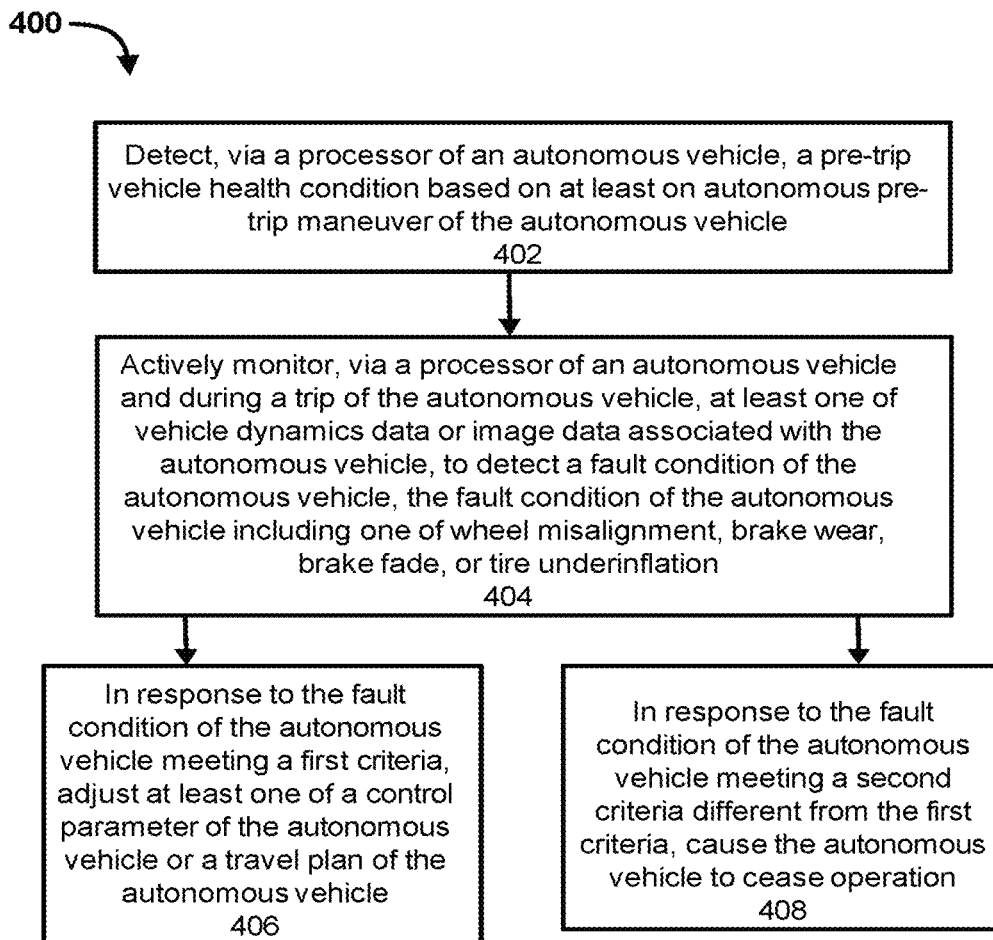 400
Detect, via a processor of an autonomous vehicle, a pre-trip
vehicle health condition based on at least on autonomous pre-
trip maneuver of the autonomous vehicle
402
Actively monitor, via a processor of an autonomous vehicle
and during a trip of the autonomous vehicle, at least one of
vehicle dynamics data or image data associated with the
autonomous vehicle, to detect a fault condition of the
autonomous vehicle, the fault condition of the autonomous
vehicle including one of wheel misalignment, brake wear,
brake fade, or tire underinflation
404
In response to the fault
condition of the autonomous
vehicle meeting a first criteria,
adjust at least one of a control
parameter of the autonomous
vehicle or a travel plan of the
autonomous vehicle
406
In response to the fault
condition of the autonomous
vehicle meeting a second
criteria different from the first
criteria, cause the autonomous
vehicle to cease operation
408